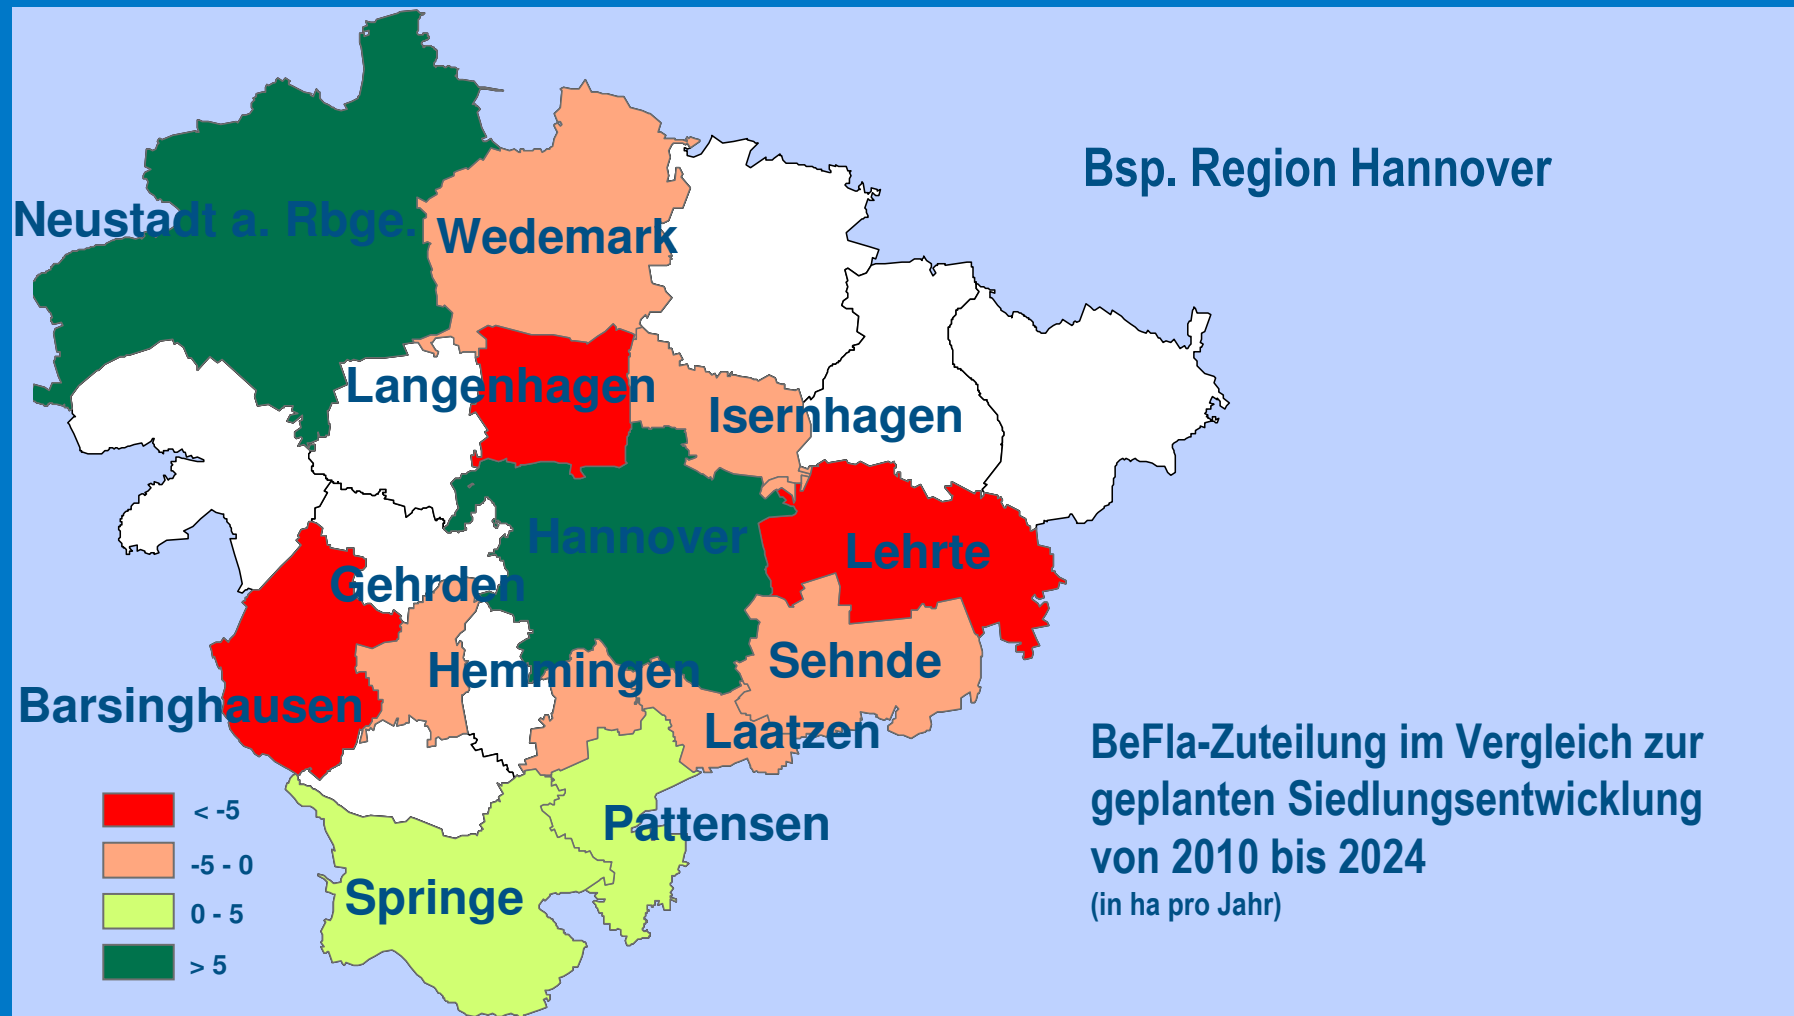 Bsp. Region Hannover
Neustadt a. Rbge.
Wedemark
Langenhagen
Isernhagen
Hannover
Lehrte
Gehrden
Hemmingen
Sehnde
Barsinghausen
Laatzen
Pattensen
Springe
< -5
-5 - 0
0 - 5
> 5
BeFla-Zuteilung im Vergleich zur
geplanten Siedlungsentwicklung
von 2010 bis 2024
(in ha pro Jahr)